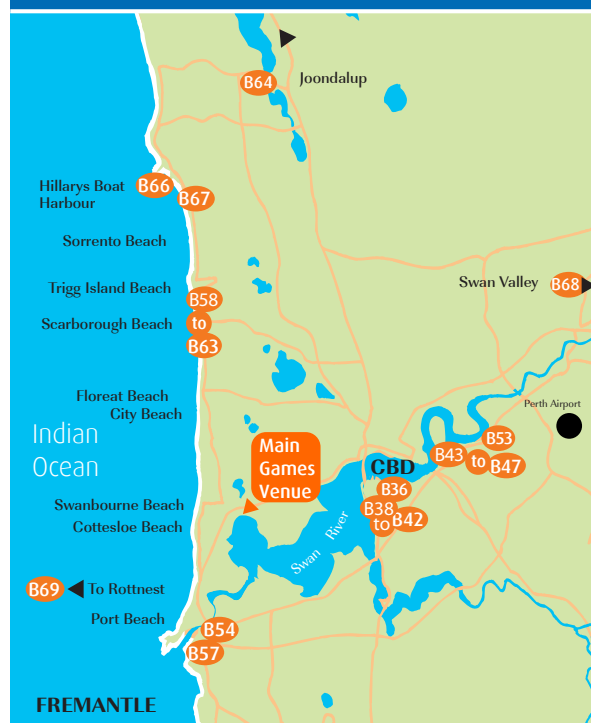 B64
Joondalup
Hillarys Boat
Harbour
B66
B67
Sorrento Beach
Trigg Island Beach
B58
Swan Valley
B68
Scarborough Beach
to
B63
Floreat Beach
City Beach
Perth Airport
Indian
Ocean
Main
Games
Venue
CBD
B43
to
B53
B47
B36
Swanbourne Beach
B38
to
B42
Cottesloe Beach
Swan River
B69
To Rottnest
Port Beach
B54
B57
FREMANTLE